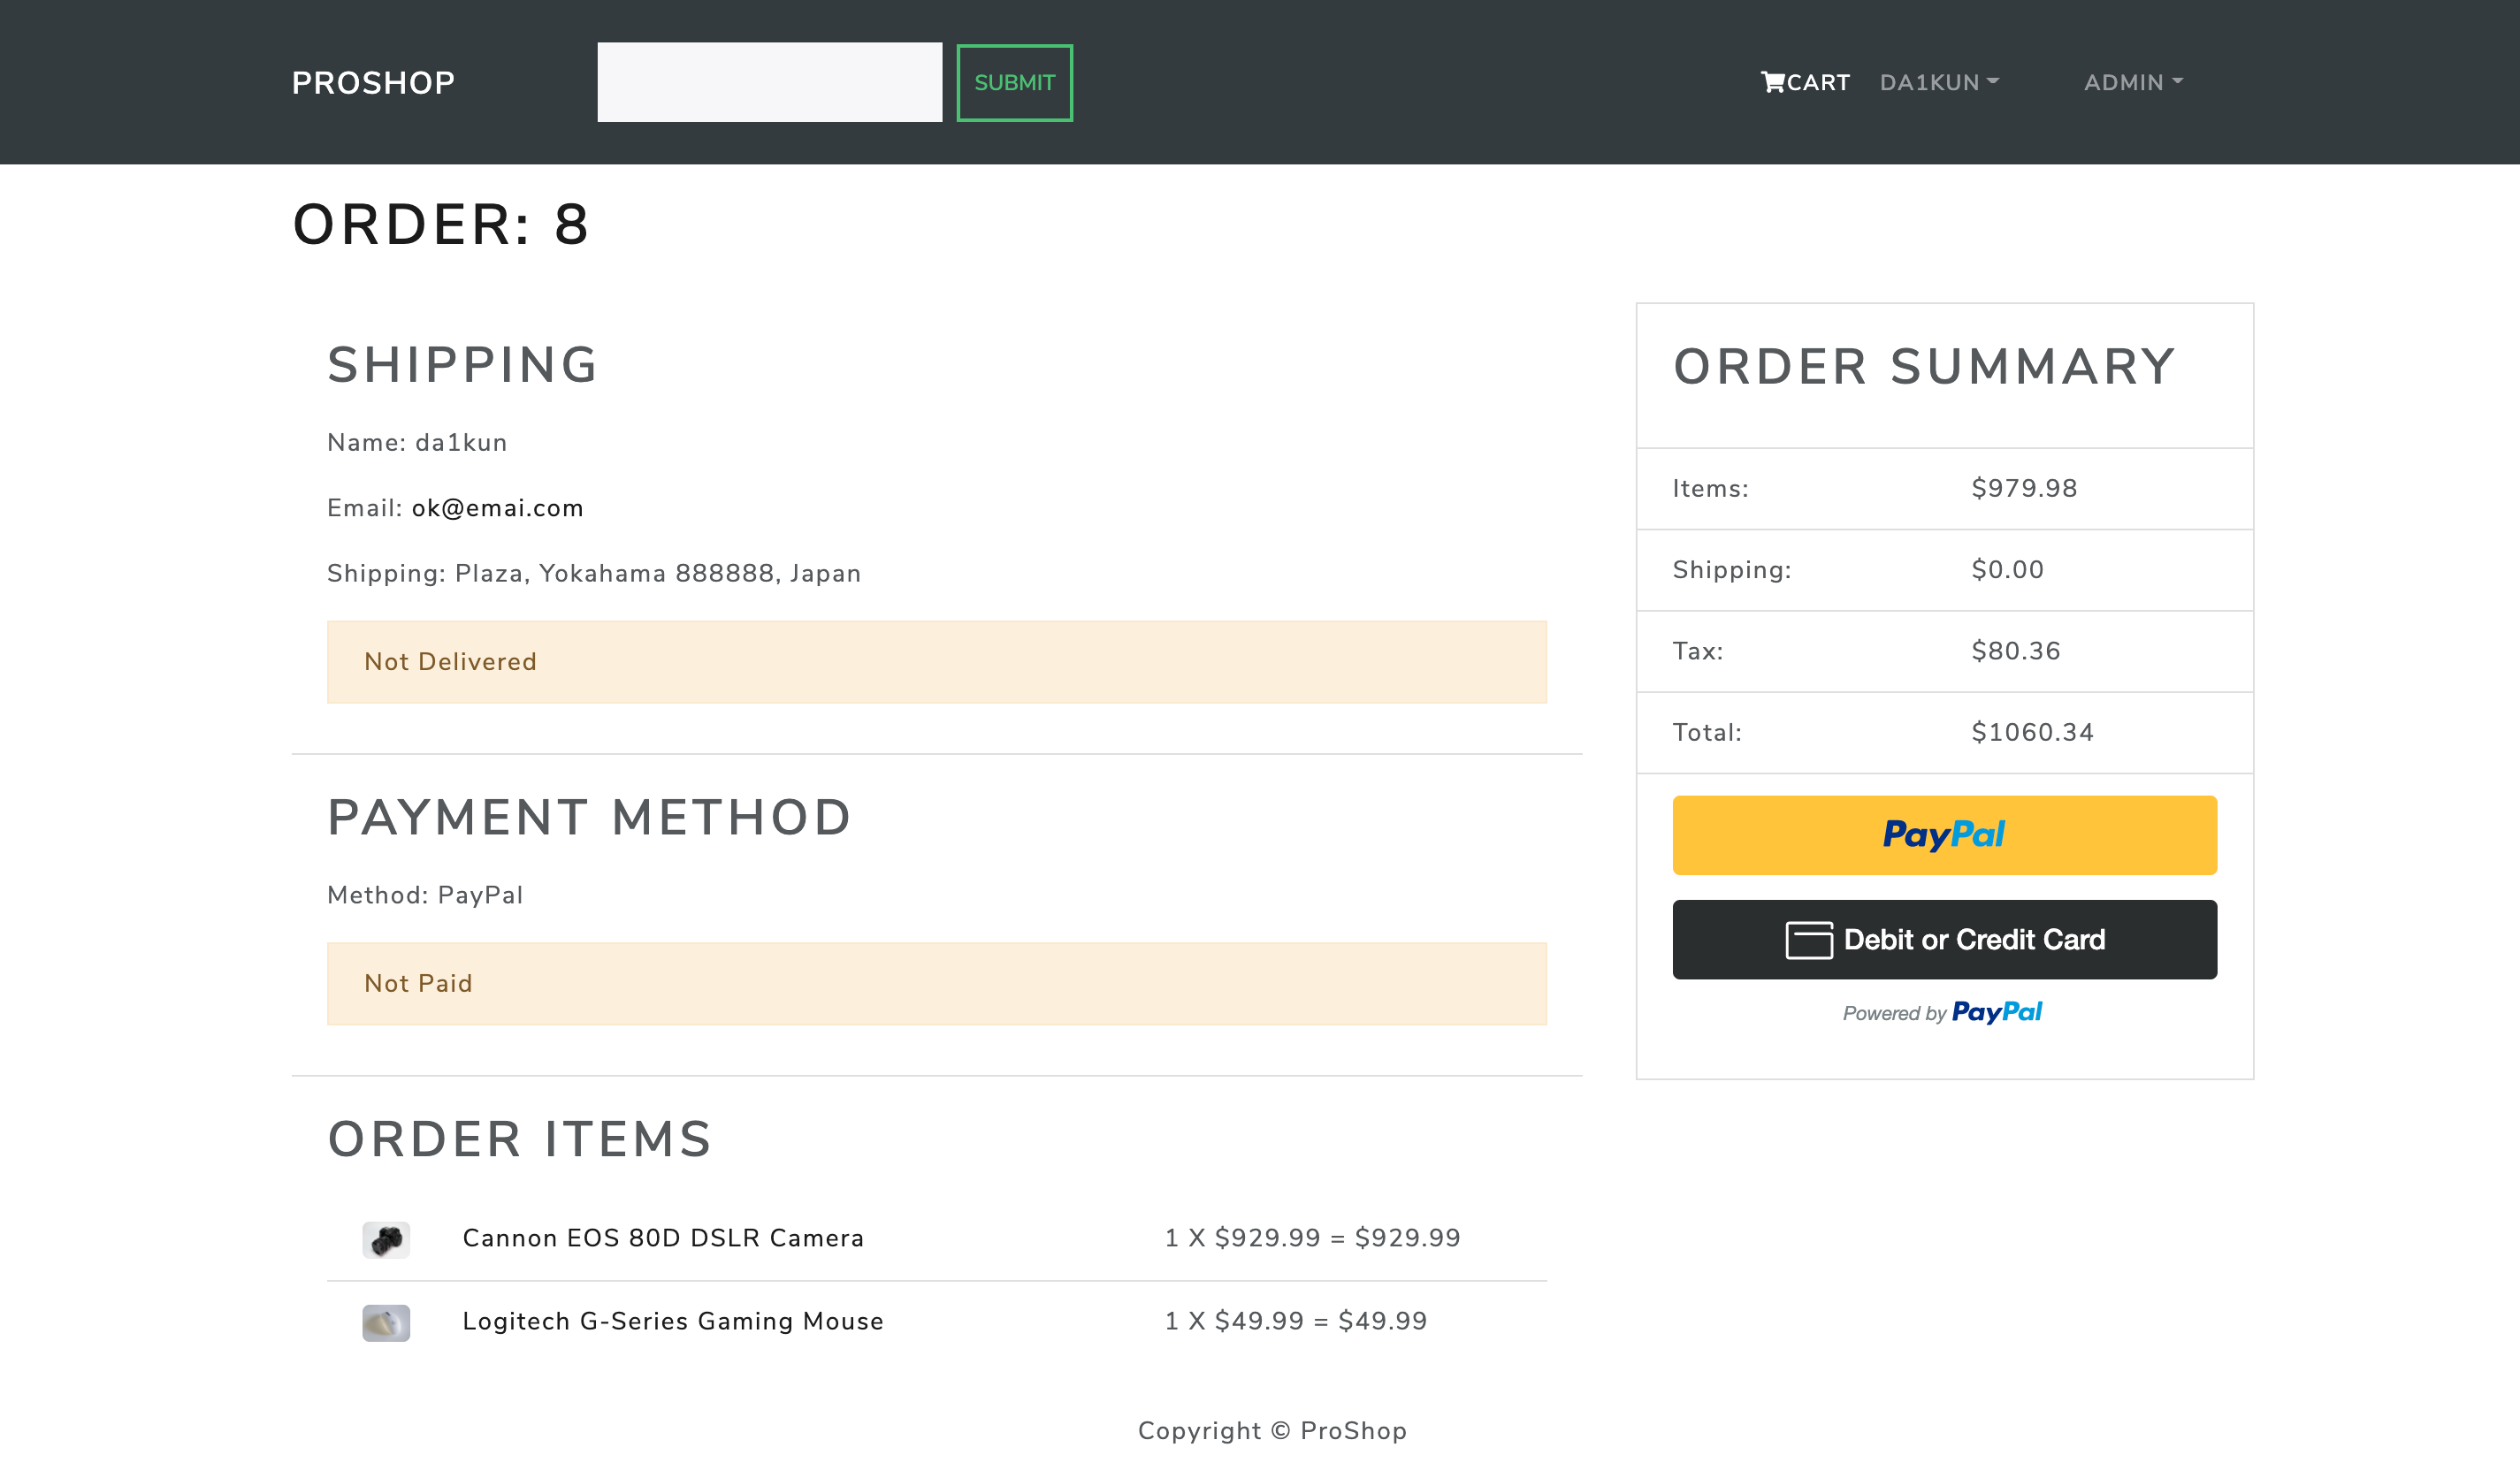 PROSHOP
SUBMIT
CART
DA1KUN
ADMIN
ORDER: 8
SHIPPING
Name: da1kun
Email: ok@emai.com
Shipping: Plaza, Yokahama 888888, Japan
Not Delivered
PAYMENT METHOD
Method: PayPal
Not Paid
ORDER ITEMS
Cannon EOS 80D DSLR Camera 1 X $929.99 = $929.99
Logitech G-Series Gaming Mouse 1 X $49.99 = $49.99
ORDER SUMMARY
Items: $979.98
Shipping: $0.00
Tax: $80.36
Total: $1060.34
PayPal
Debit or Credit Card
Powered by PayPal
Copyright © ProShop